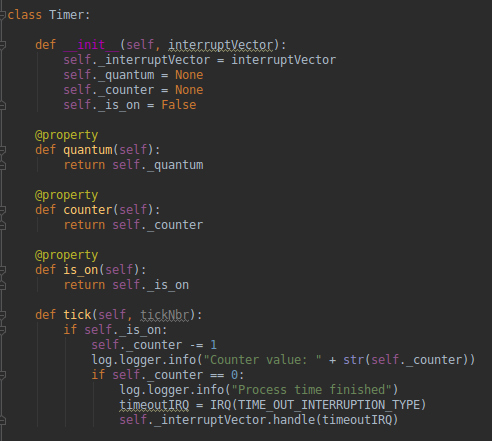 class Timer:
def __init__(self, interruptVector):
self._interruptVector = interruptVector
self._quantum = None
self._counter = None
self._is_on = False
@property
def quantum(self):
return self._quantum
@property
def counter(self):
return self._counter
@property
def is_on(self):
return self._is_on
def tick(self, tickNbr):
if self._is_on:
self._counter -= 1
log.logger.info("Counter value: " + str(self._counter))
if self._counter == 0:
log.logger.info("Process time finished")
timeoutIRQ = IRQ(TIME_OUT_INTERRUPTION_TYPE)
self._interruptVector.handle(timeoutIRQ)